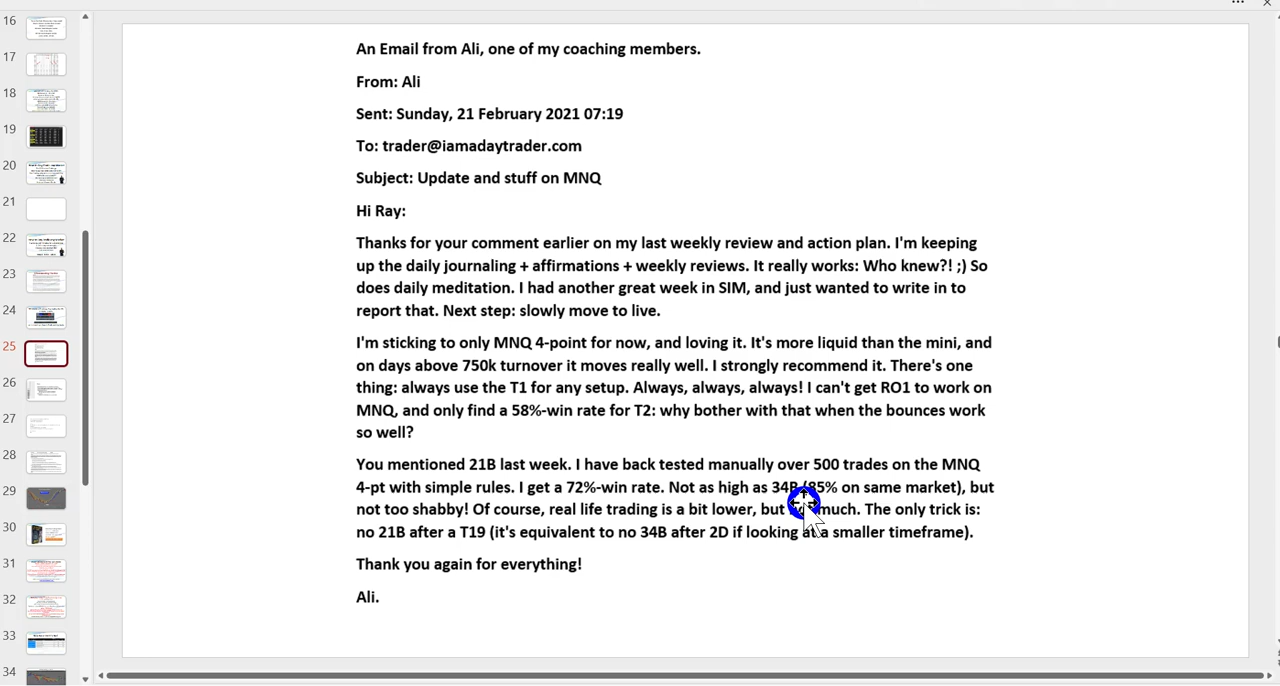 An Email from Ali, one of my coaching members.
From: Ali
Sent: Sunday, 21 February 2021 07:19
To: trader@iamadaytrader.com
Subject: Update and stuff on MNQ
Hi Ray:
Thanks for your comment earlier on my last weekly review and action plan. I'm keeping
up the daily journaling + affirmations + weekly reviews. It really works: Who knew?! ;) So
does daily meditation. I had another great week in SIM, and just wanted to write in to
report that. Next step: slowly move to live.
I'm sticking to only MNQ 4-point for now, and loving it. It's more liquid than the mini, and
on days above 750k turnover it moves really well. I strongly recommend it. There's one
thing: always use the T1 for any setup. Always, always, always! I can't get RO1 to work on
MNQ, and only find a 58%-win rate for T2: why bother with that when the bounces work
so well?
You mentioned 21B last week. I have back tested manually over 500 trades on the MNQ
4-pt with simple rules. I get a 72%-win rate. Not as high as 34B (85% on same market), but
not too shabby! Of course, real life trading is a bit lower, but much. The only trick is:
no 21B after a T19 (it's equivalent to no 34B after 2D if looking at a smaller timeframe).
Thank you again for everything!
Ali.
16
17
18
19
20
21
22
23
24
25
26
27
28
29
30
31
32
33
34